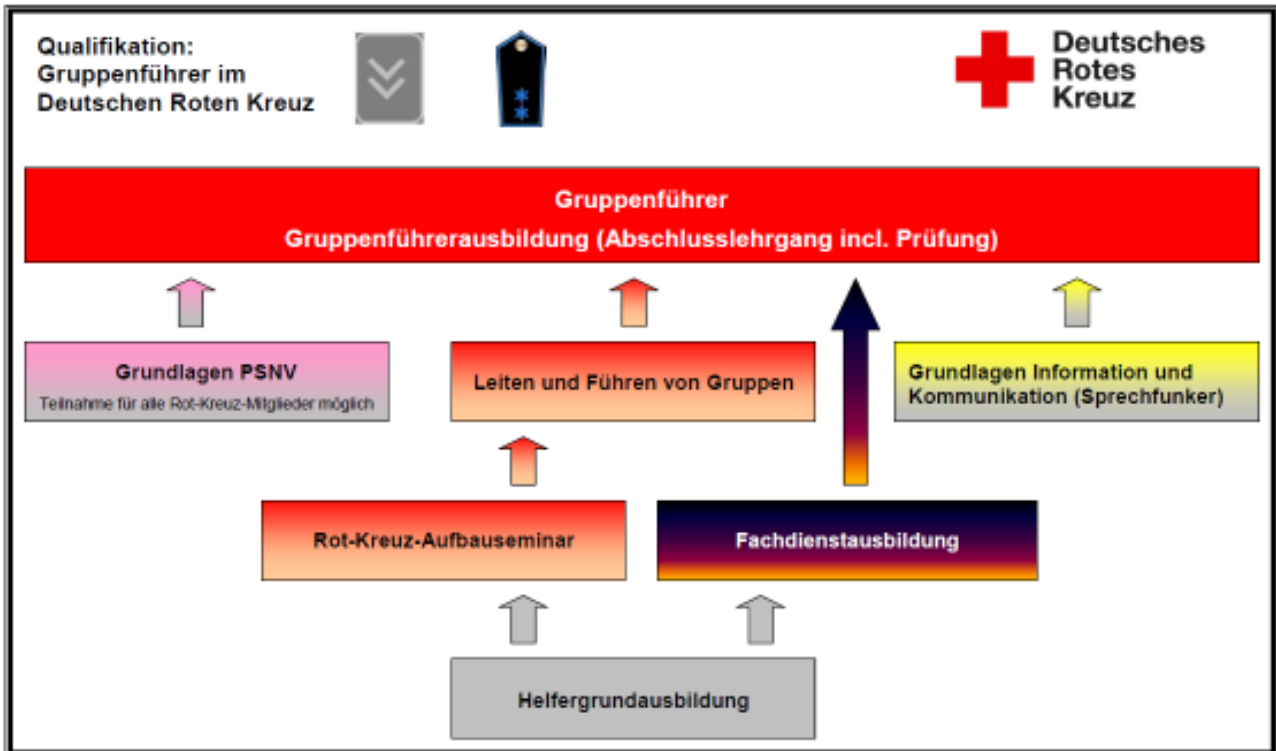 Qualifikation:
Gruppenführer im
Deutschen Roten Kreuz
Deutsches
Rotes
Kreuz
Gruppenführer
Gruppenführerausbildung (Abschlusslehrgang incl. Prüfung)
Grundlagen PSNV
Teilnahme für alle Rot-Kreuz-Mitglieder möglich
Leiten und Führen von Gruppen
Grundlagen Information und
Kommunikation (Sprechfunker)
Rot-Kreuz-Aufbauseminar
Fachdienstausbildung
Helfergrundausbildung